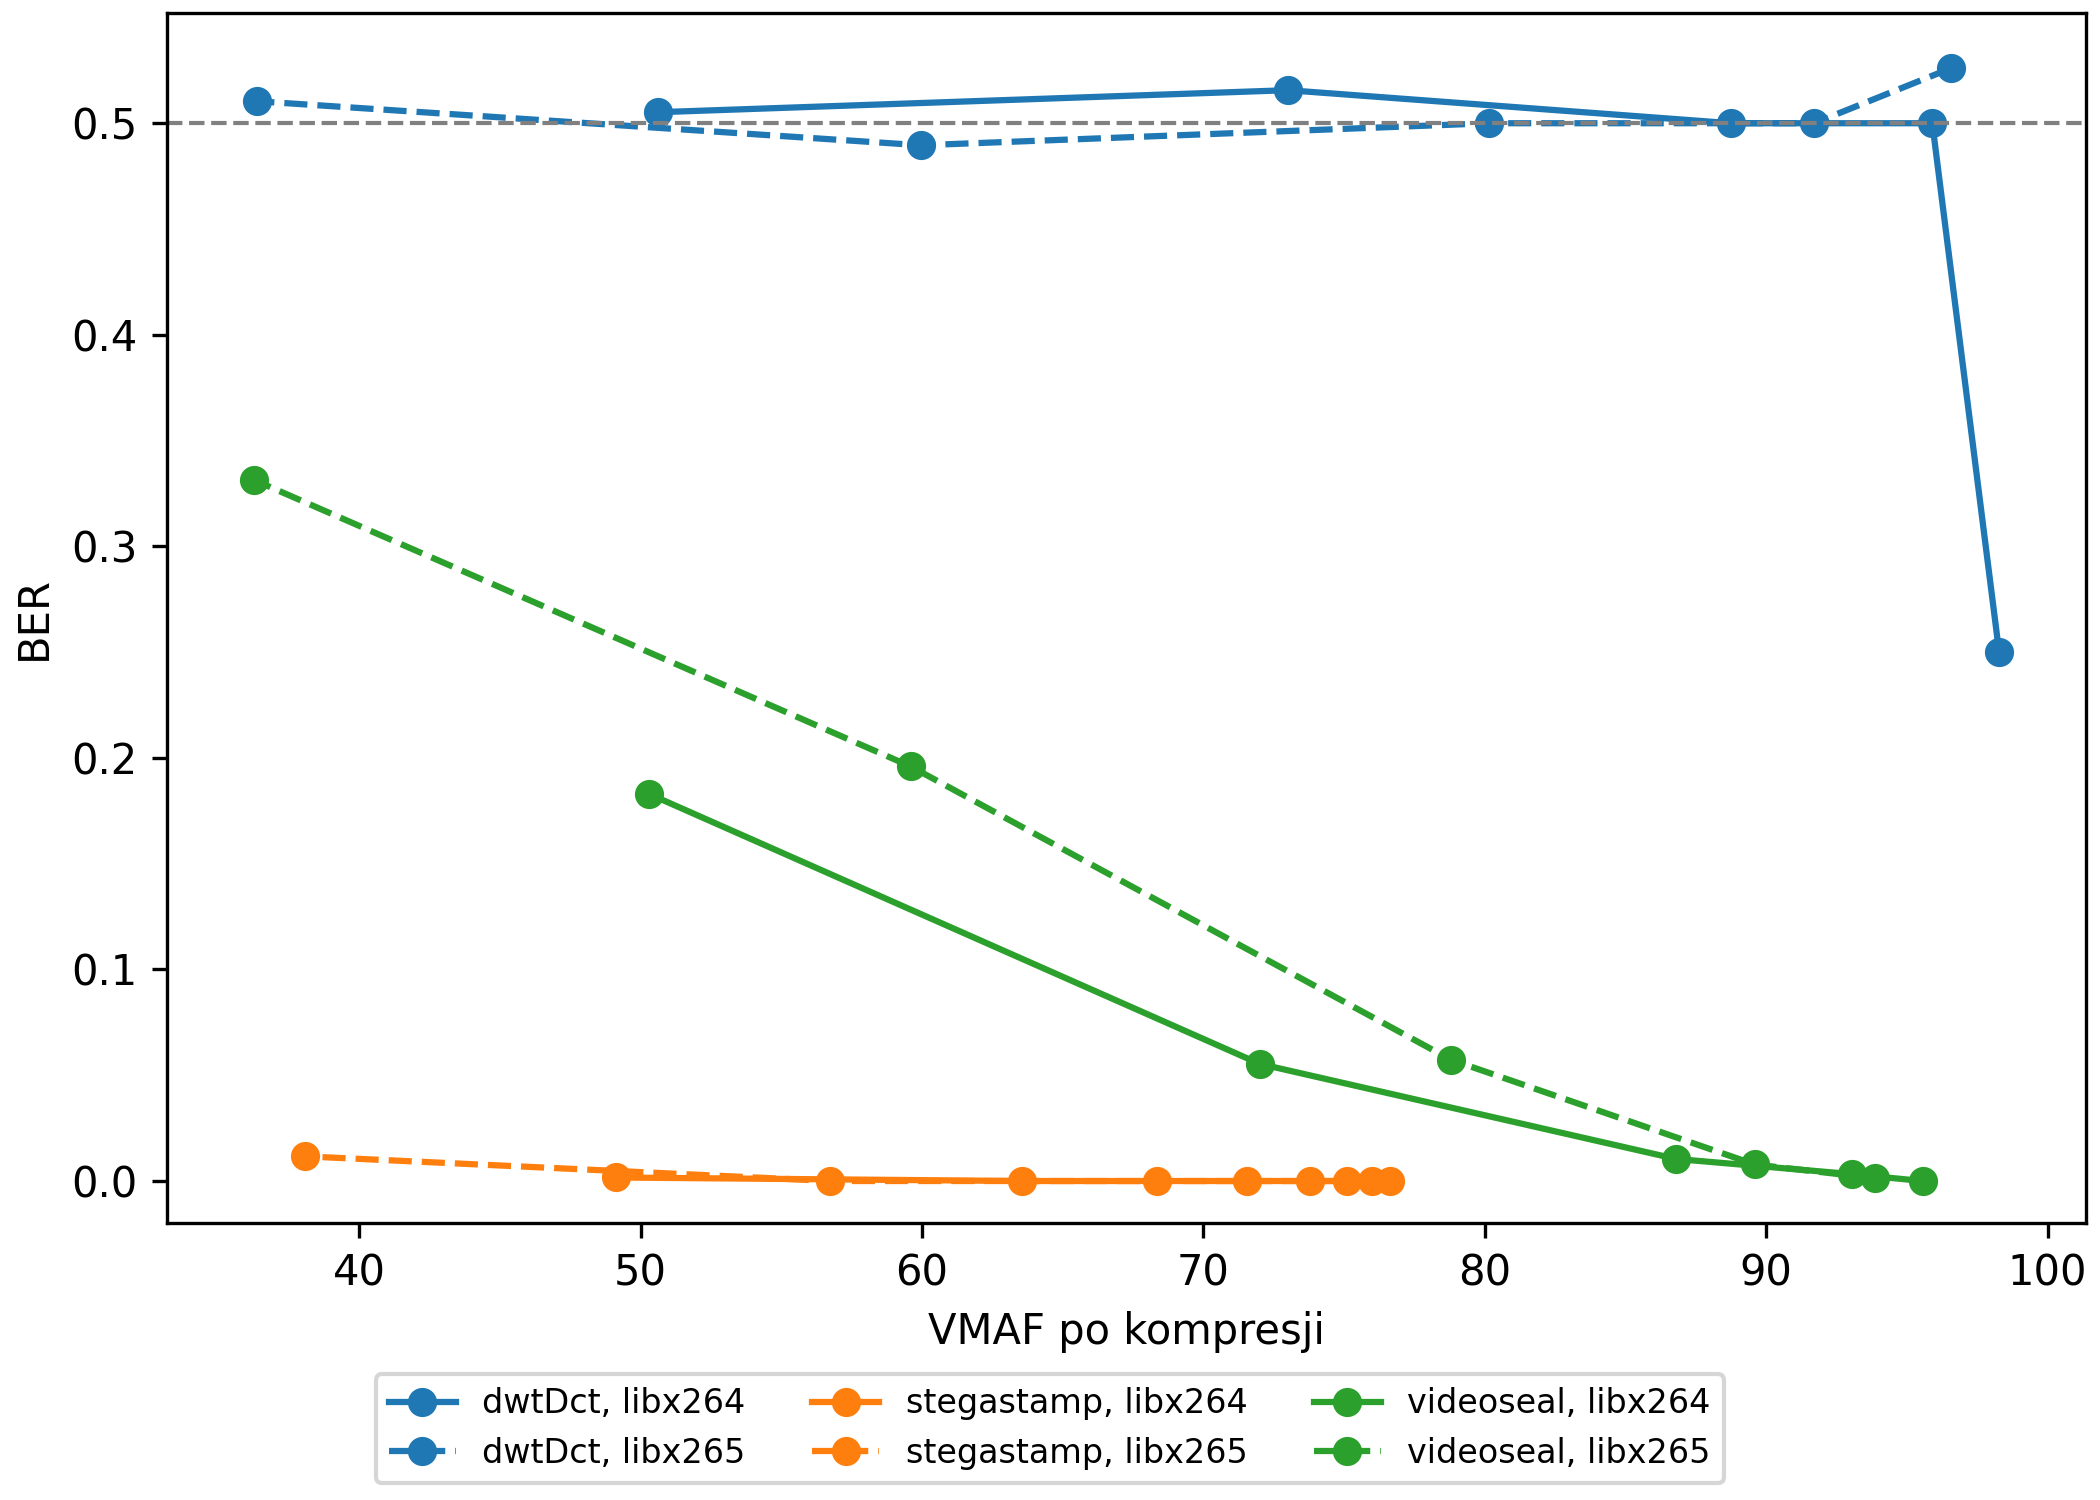 0.5
0.4
0.3
0.2
0.1
0.0
BER
40 50 60 70 80 90 100
VMAF po kompresji
dwtDct, libx264 stegastamp, libx264 videoseal, libx264
dwtDct, libx265 stegastamp, libx265 videoseal, libx265